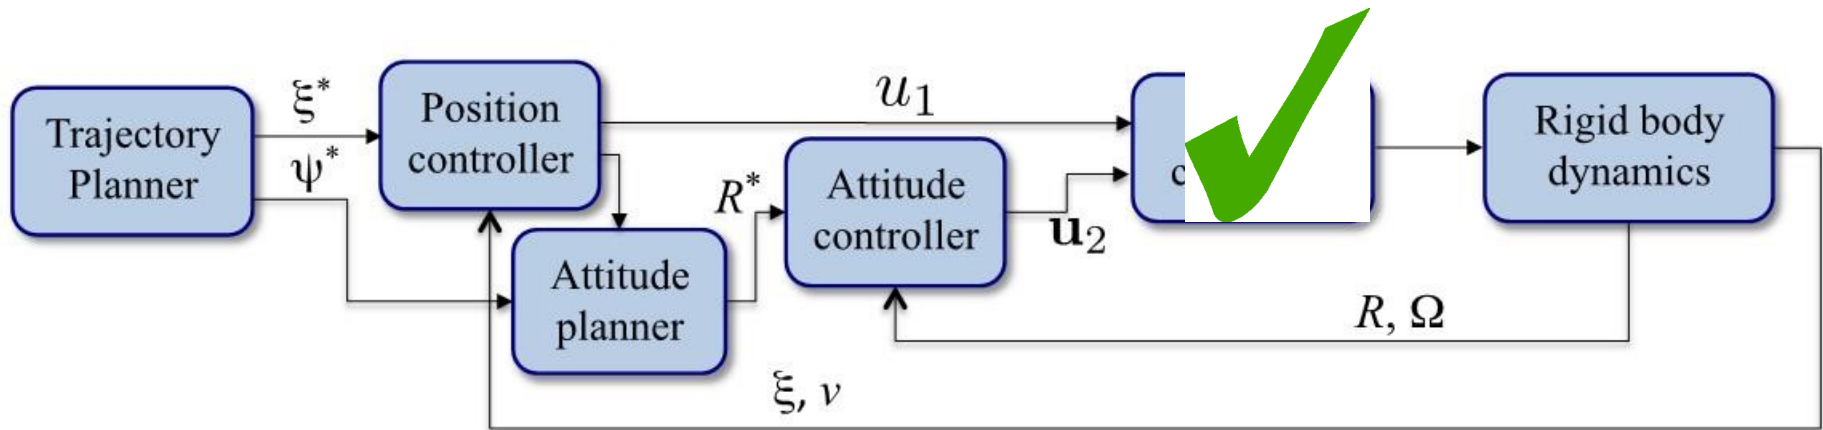 Trajectory
Planner
ξ*
ψ*
Position
controller
u₁
Attitude
planner
R*
Attitude
controller
u₂
Rigid body
dynamics
R, Ω
ξ, v